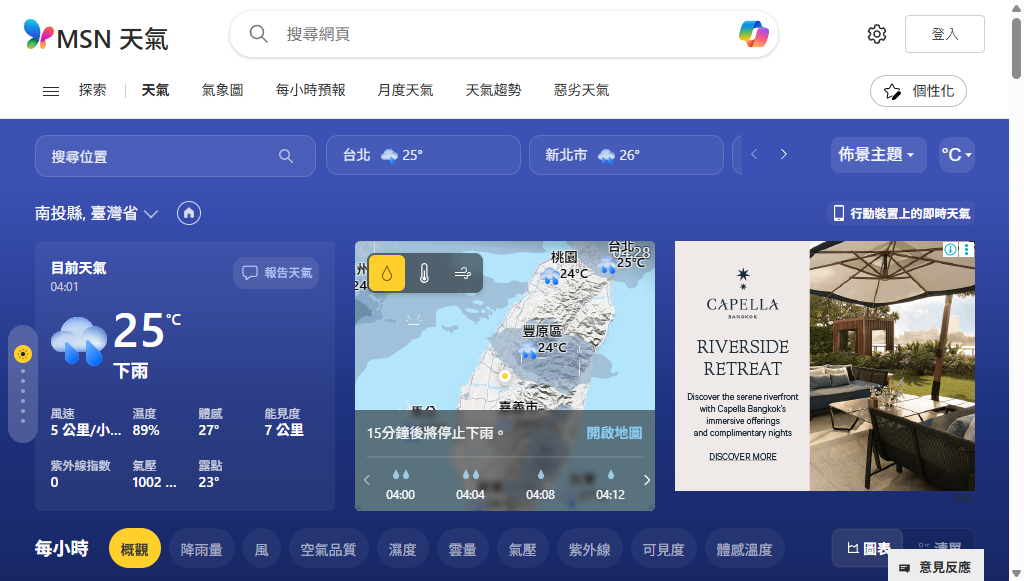 MSN 天氣
搜尋網頁
登入
探索
天氣
氣象圖
每小時預報
月度天氣
天氣趨勢
惡劣天氣
個性化
搜尋位置
台北 25°
新北市 26°
佈景主題
°C
南投縣, 臺灣省
行動裝置上的即時天氣
目前天氣
04:01
報告天氣
25°C
下雨
風速 濕度 體感 能見度
5 公里/小... 89% 27° 7 公里
紫外線指數 氣壓 露點
0 1002 ... 23°
台北
04:28
25°C
桃園
24°C
豐原區
24°C
嘉義市
15分鐘後將停止下雨。
開啟地圖
04:00 04:04 04:08 04:12
CAPELLA
BANGKOK
RIVERSIDE
RETREAT
Discover the serene riverfront
with Capella Bangkok's
immersive offerings
and complimentary nights
DISCOVER MORE
每小時
概觀
降雨量
風
空氣品質
濕度
雲量
氣壓
紫外線
可見度
體感溫度
圖表
清單
意見反應